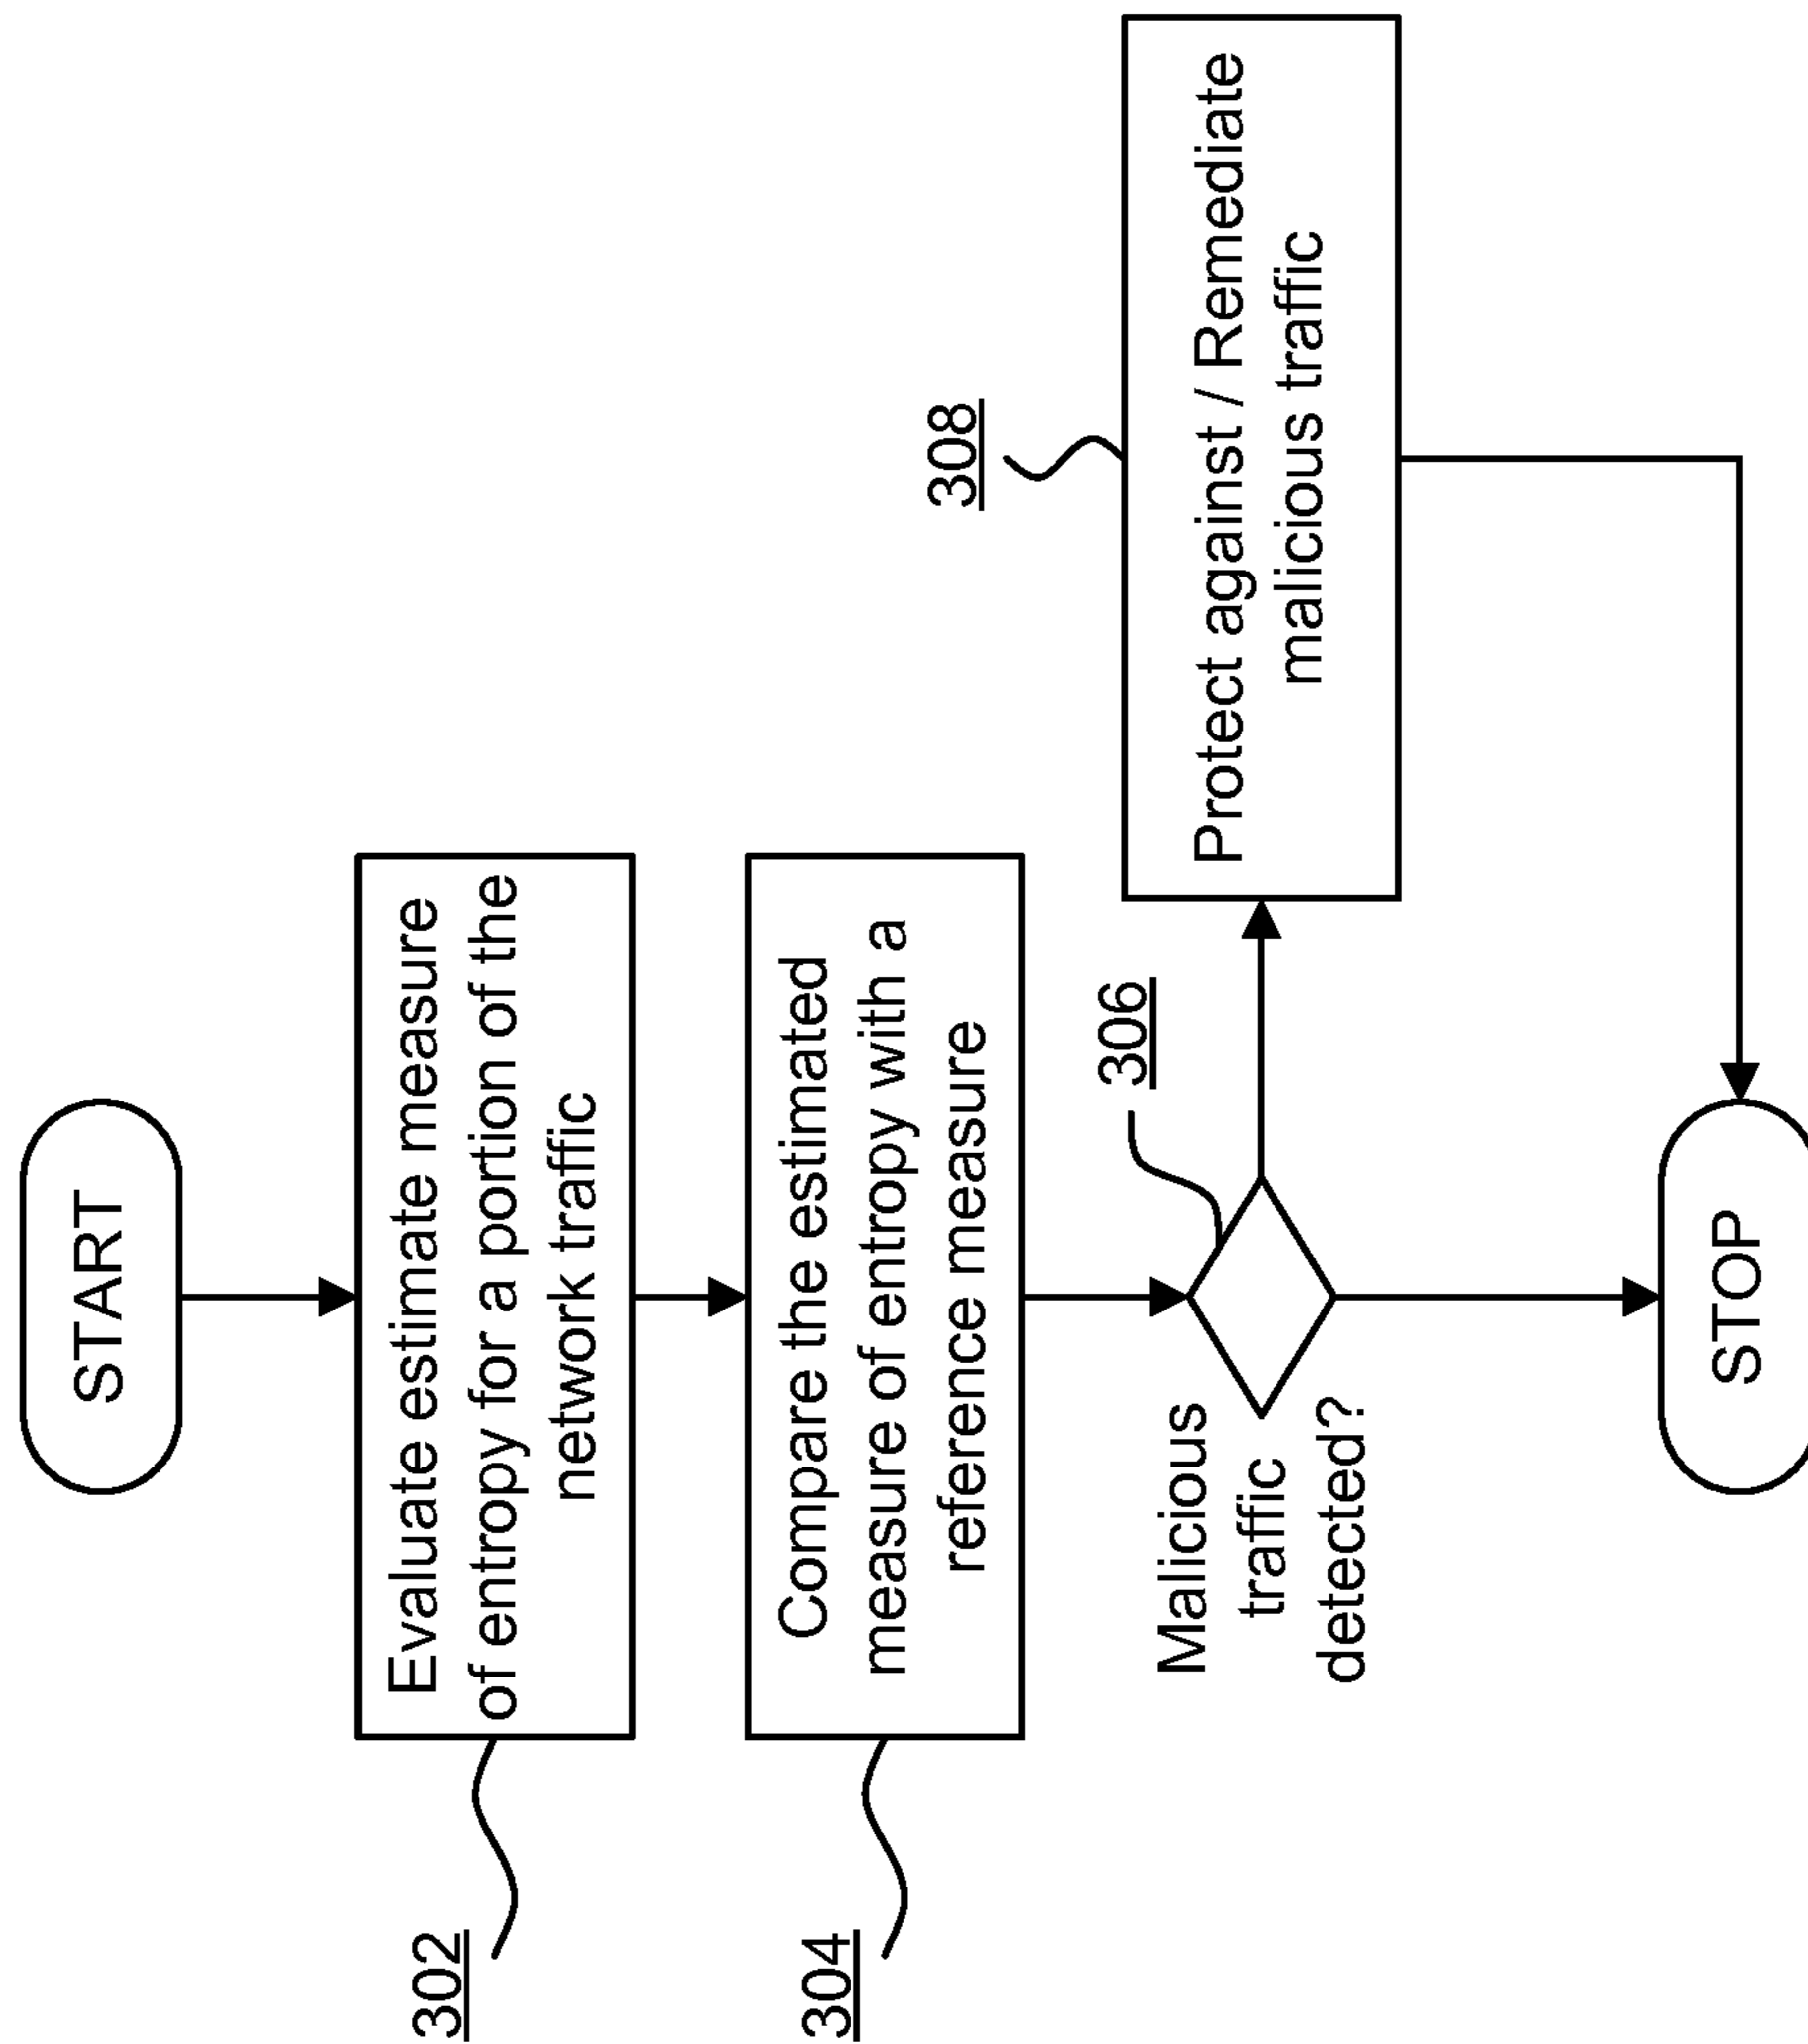 START
Evaluate estimate measure
of entropy for a portion of the
network traffic
302
Compare the estimated
measure of entropy with a
reference measure
304
Malicious
traffic
detected?
306
308
Protect against / Remediate
malicious traffic
STOP